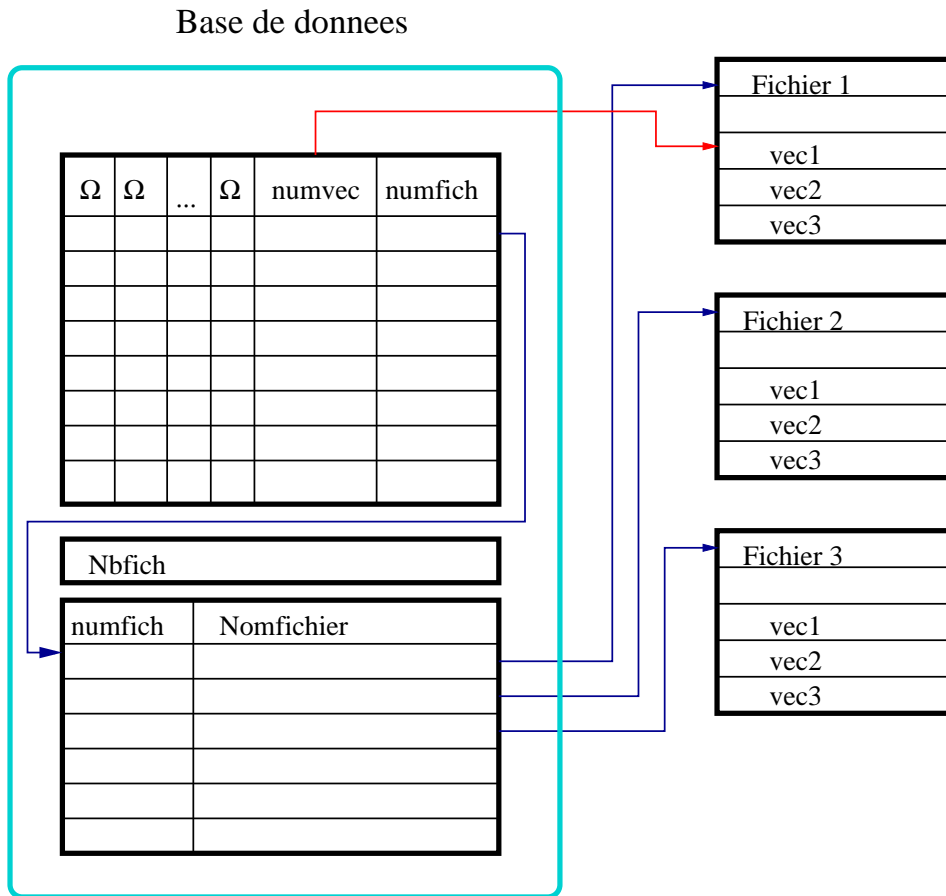 Base de donnees
Ω Ω ... Ω numvec numfich
Nbfich
numfich Nomfichier
Fichier 1
vec1
vec2
vec3
Fichier 2
vec1
vec2
vec3
Fichier 3
vec1
vec2
vec3